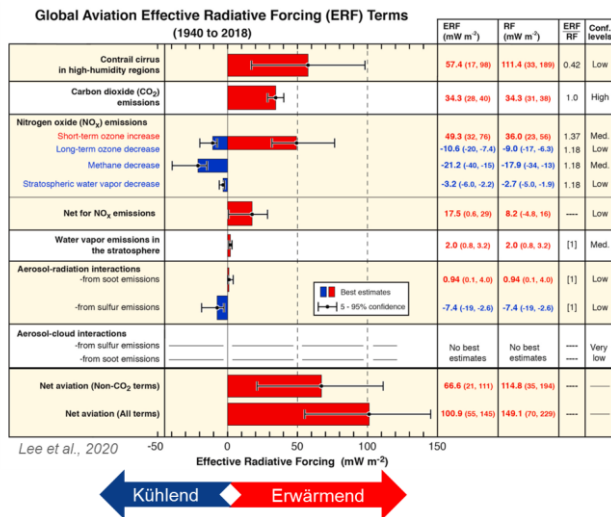 Global Aviation Effective Radiative Forcing (ERF) Terms
(1940 to 2018)
ERF
(mW m-2)
RF
(mW m-2)
ERF
RF
Conf.
levels
Contrail cirrus
in high-humidity regions
57.4 (17, 98)
111.4 (33, 189)
0.42
Low
Carbon dioxide (CO2)
emissions
34.3 (28, 40)
34.3 (31, 38)
1.0
High
Nitrogen oxide (NOx) emissions
Short-term ozone increase
49.3 (32, 76)
36.0 (23, 56)
1.37
Med.
Long-term ozone decrease
-10.6 (-20, -7.4)
-9.0 (-17, -6.3)
1.18
Low
Methane decrease
-21.2 (-40, -15)
-17.9 (-34, -13)
1.18
Med.
Stratospheric water vapor decrease
-3.2 (-6.0, -2.2)
-2.7 (-5.0, -1.9)
1.18
Low
Net for NOx emissions
17.5 (0.6, 29)
8.2 (-4.8, 16)
----
Low
Water vapor emissions in
the stratosphere
2.0 (0.8, 3.2)
2.0 (0.8, 3.2)
[1]
Med.
Aerosol-radiation interactions
-from soot emissions
0.94 (0.1, 4.0)
0.94 (0.1, 4.0)
[1]
Low
Best estimates
5 - 95% confidence
-from sulfur emissions
-7.4 (-19, -2.6)
-7.4 (-19, -2.6)
[1]
Low
Aerosol-cloud interactions
-from sulfur emissions
-from soot emissions
No best
estimates
No best
estimates
----
----
Very
low
Net aviation (Non-CO2 terms)
66.6 (21, 111)
114.8 (35, 194)
----
Net aviation (All terms)
100.9 (55, 145)
149.1 (70, 229)
----
-50
0
50
100
150
Lee et al., 2020
Effective Radiative Forcing (mW m-2)
Kühlend
Erwärmend